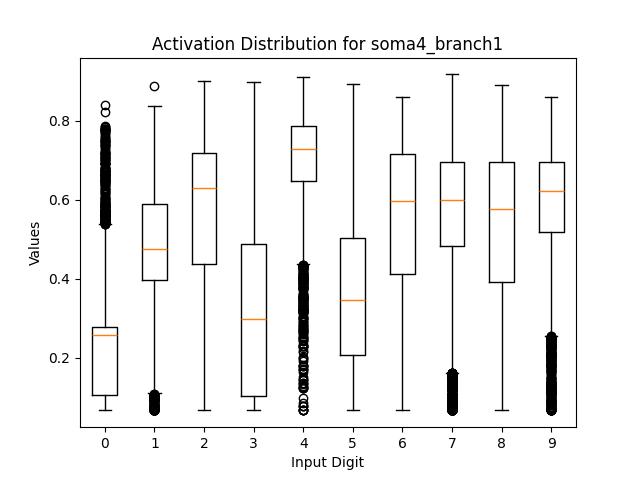 Activation Distribution for soma4_branch1
Values
0.8
0.6
0.4
0.2
0 1 2 3 4 5 6 7 8 9
Input Digit